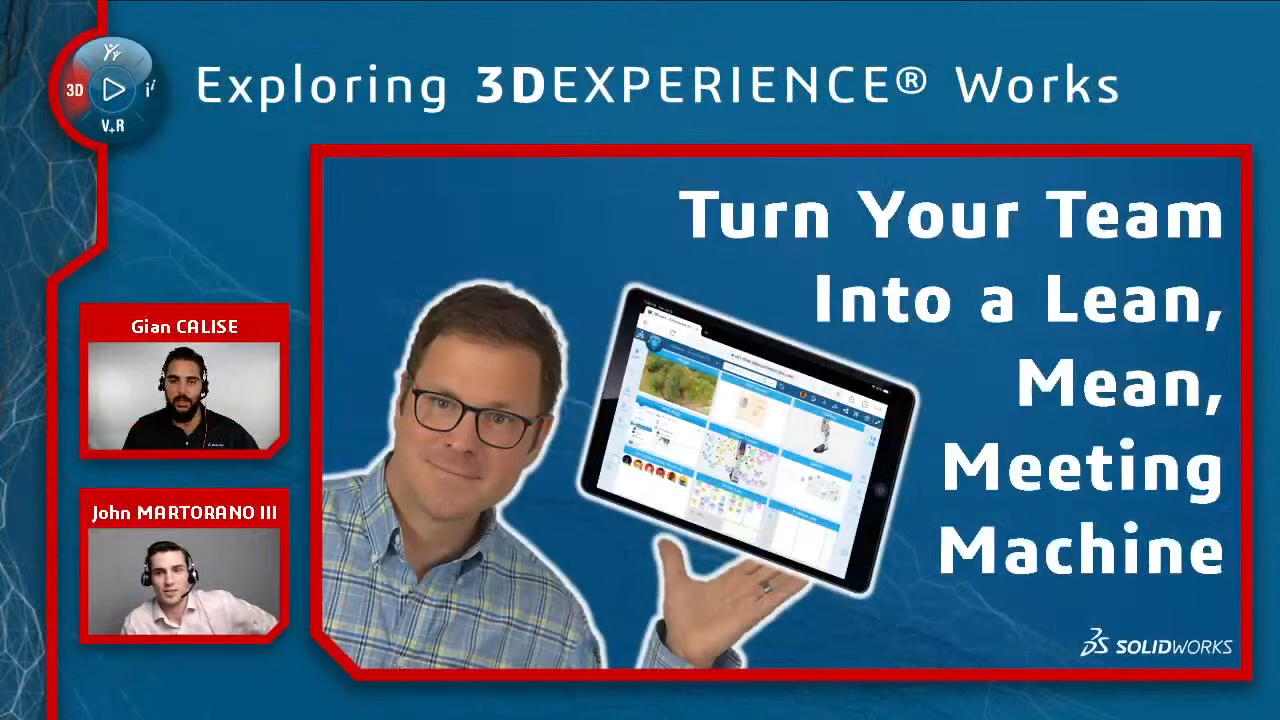 3D
V+R
Exploring 3DEXPERIENCE® Works
Turn Your Team
Into a Lean,
Mean,
Meeting
Machine
Gian CALISE
John MARTORANO III
SOLIDWORKS